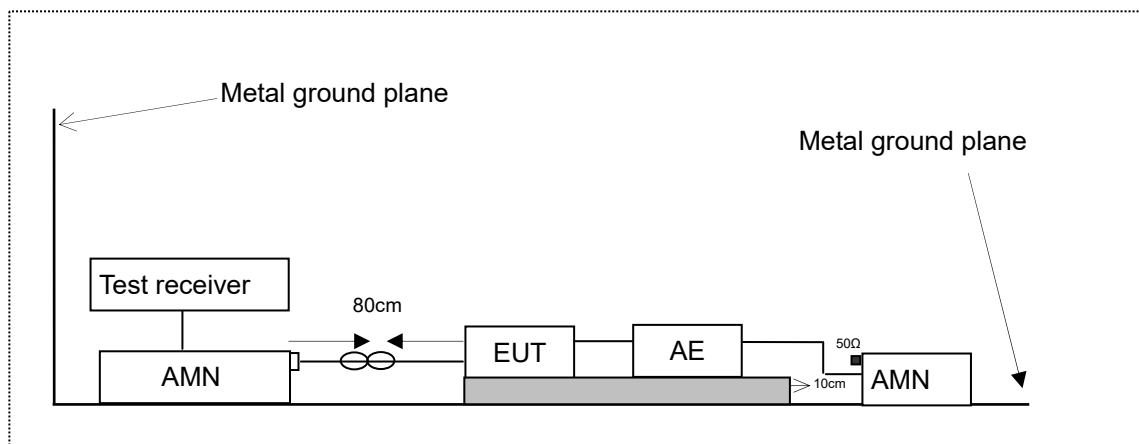 Metal ground plane
Metal ground plane
Test receiver
80cm
EUT
AE
50Ω
AMN
10cm
AMN